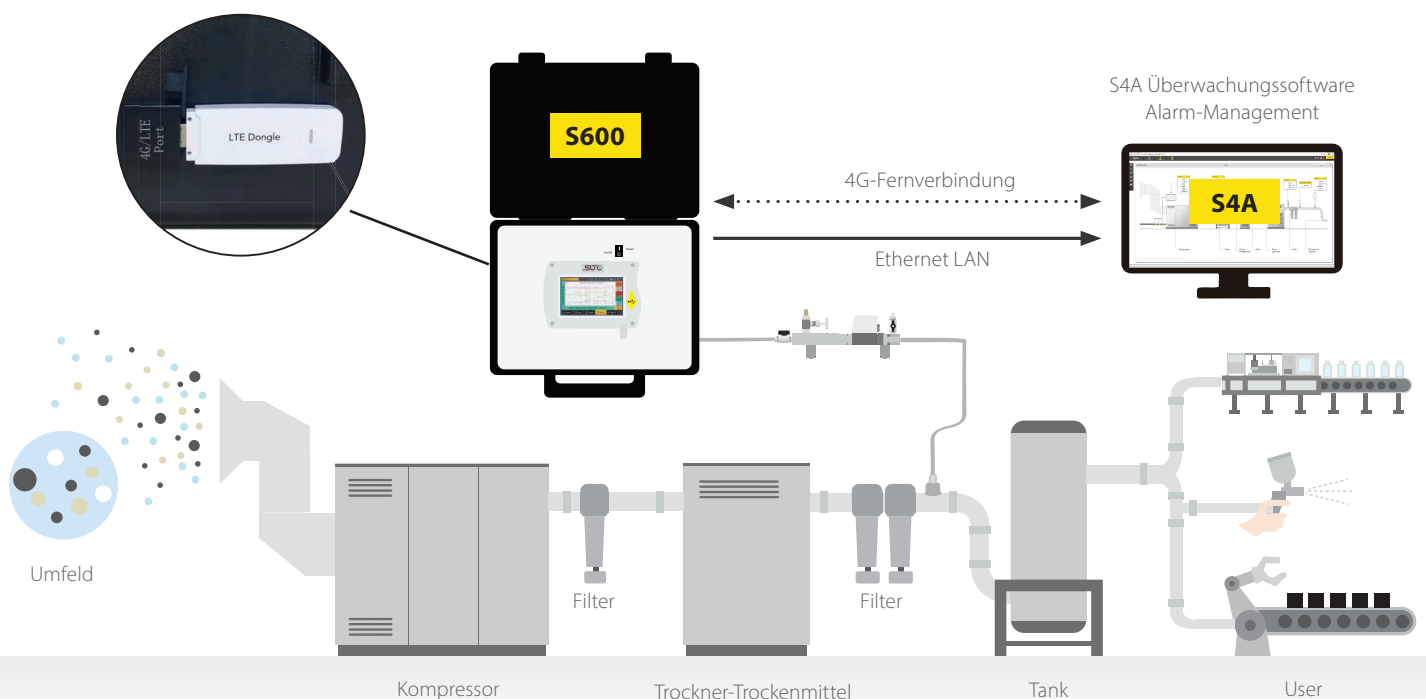 4G/LTE
Port
LTE Dongle
S600
S4A Überwachungssoftware
Alarm-Management
4G-Fernverbindung
S4A
Ethernet LAN
Umfeld
Filter
Filter
Kompressor
Trockner-Trockenmittel
Tank
User